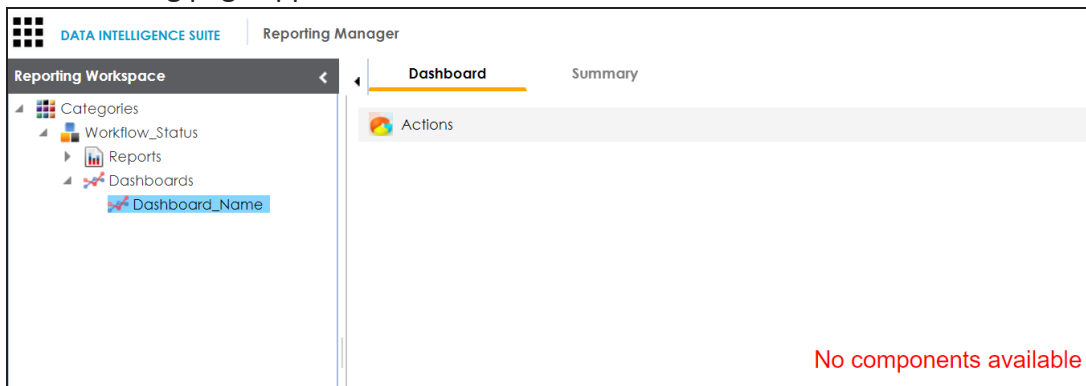 DATA INTELLIGENCE SUITE Reporting Manager
Reporting Workspace
Dashboard Summary
Categories
Actions
Workflow_Status
Reports
Dashboards
Dashboard_Name
No components available